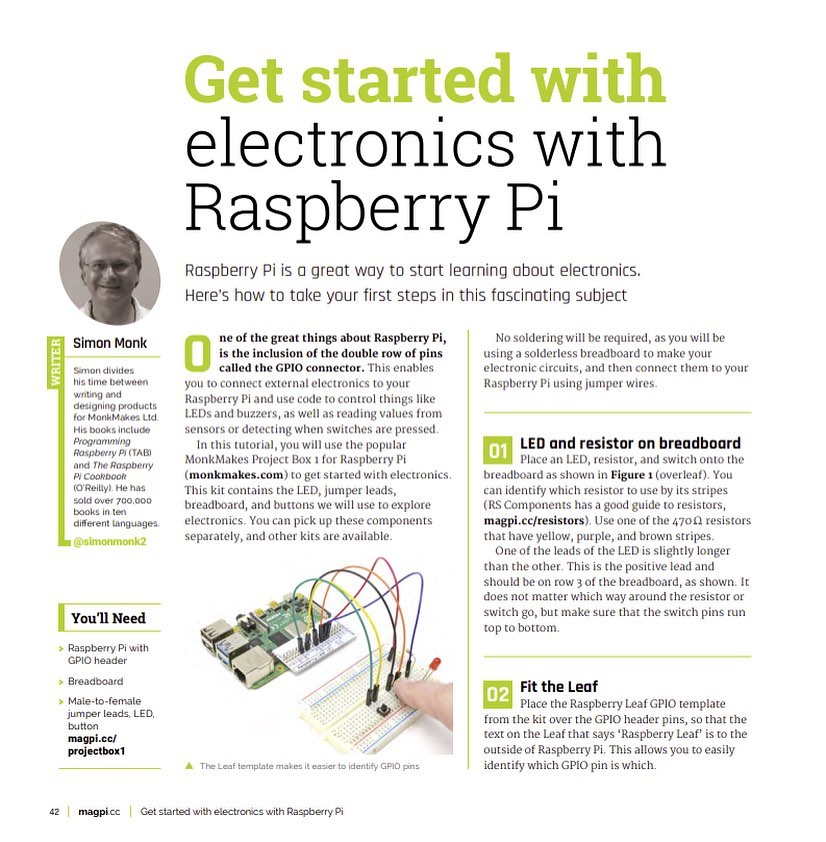 Get started with
electronics with
Raspberry Pi
Raspberry Pi is a great way to start learning about electronics.
Here's how to take your first steps in this fascinating subject
WRITER
Simon Monk
Simon divides
his time between
writing and
designing products
for MonkMakes Ltd.
His books include
Programming
Raspberry Pi (TAB)
and The Raspberry
Pi Cookbook
(O'Reilly). He has
sold over 700,000
books in ten
different languages.
@simonmonk2
You'll Need
Raspberry Pi with
GPIO header
Breadboard
Male-to-female
jumper leads, LED,
button
magpi.cc/
projectbox1
One of the great things about Raspberry Pi,
is the inclusion of the double row of pins
called the GPIO connector. This enables
you to connect external electronics to your
Raspberry Pi and use code to control things like
LEDs and buzzers, as well as reading values from
sensors or detecting when switches are pressed.
In this tutorial, you will use the popular
MonkMakes Project Box 1 for Raspberry Pi
(monkmakes.com) to get started with electronics.
This kit contains the LED, jumper leads,
breadboard, and buttons we will use to explore
electronics. You can pick up these components
separately, and other kits are available.
The Leaf template makes it easier to identify GPIO pins
No soldering will be required, as you will be
using a solderless breadboard to make your
electronic circuits, and then connect them to your
Raspberry Pi using jumper wires.
01 LED and resistor on breadboard
Place an LED, resistor, and switch onto the
breadboard as shown in Figure 1 (overleaf). You
can identify which resistor to use by its stripes
(RS Components has a good guide to resistors,
magpi.cc/resistors). Use one of the 470Ω resistors
that have yellow, purple, and brown stripes.
One of the leads of the LED is slightly longer
than the other. This is the positive lead and
should be on row 3 of the breadboard, as shown. It
does not matter which way around the resistor or
switch go, but make sure that the switch pins run
top to bottom.
02 Fit the Leaf
Place the Raspberry Leaf GPIO template
from the kit over the GPIO header pins, so that the
text on the Leaf that says 'Raspberry Leaf' is to the
outside of Raspberry Pi. This allows you to easily
identify which GPIO pin is which.
42 magpi.cc Get started with electronics with Raspberry Pi